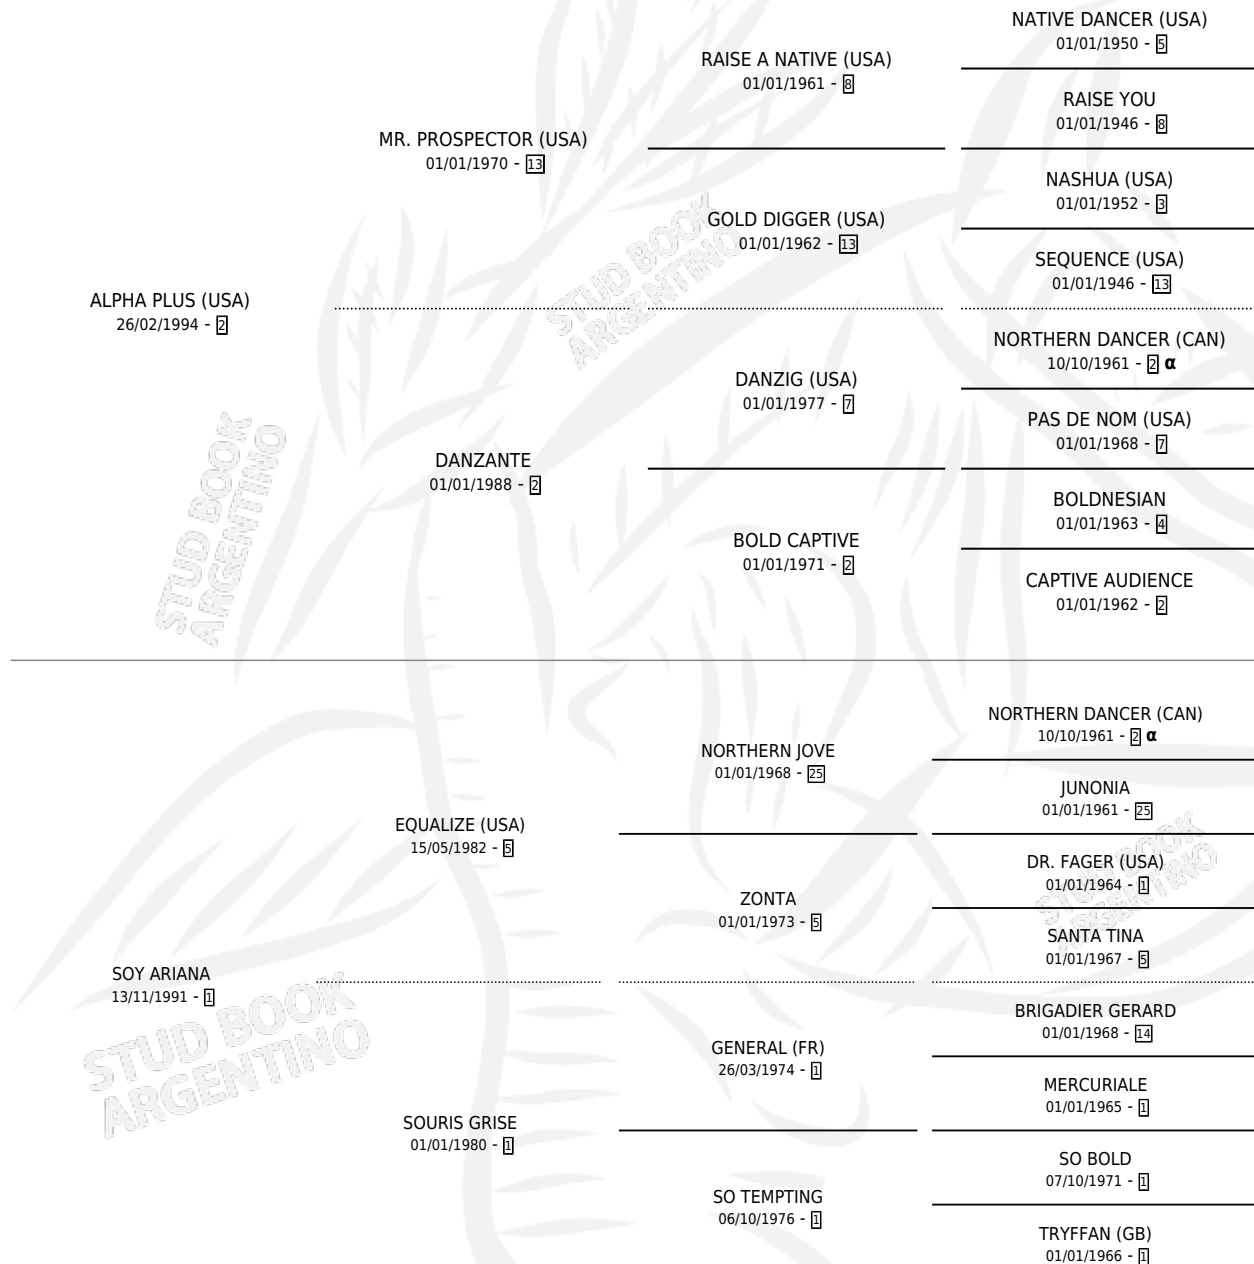 NATIVE DANCER (USA)
01/01/1950 - 5
RAISE A NATIVE (USA)
01/01/1961 - 8
RAISE YOU
01/01/1946 - 8
MR. PROSPECTOR (USA)
01/01/1970 - 13
NASHUA (USA)
01/01/1952 - 3
GOLD DIGGER (USA)
01/01/1962 - 13
SEQUENCE (USA)
01/01/1946 - 13
STUD BOOK
ARGENTINO
ALPHA PLUS (USA)
26/02/1994 - 2
NORTHERN DANCER (CAN)
10/10/1961 - 2 α
DANZIG (USA)
01/01/1977 - 7
PAS DE NOM (USA)
01/01/1968 - 7
DANZANTE
01/01/1988 - 2
BOLDNESIAN
01/01/1963 - 4
BOLD CAPTIVE
01/01/1971 - 2
CAPTIVE AUDIENCE
01/01/1962 - 2
STUD BOOK
ARGENTINO
NORTHERN DANCER (CAN)
10/10/1961 - 2 α
NORTHERN JOVE
01/01/1968 - 25
JUNONIA
01/01/1961 - 25
EQUALIZE (USA)
15/05/1982 - 5
DR. FAGER (USA)
01/01/1964 - 1
ZONTA
01/01/1973 - 5
SANTA TINA
01/01/1967 - 5
STUD BOOK
ARGENTINO
SOY ARIANA
13/11/1991 - 1
BRIGADIER GERARD
01/01/1968 - 14
GENERAL (FR)
26/03/1974 - 1
MERCURIALE
01/01/1965 - 1
SOURIS GRISE
01/01/1980 - 1
SO BOLD
07/10/1971 - 1
SO TEMPTING
06/10/1976 - 1
TRYFFAN (GB)
01/01/1966 - 1
STUD BOOK
ARGENTINO